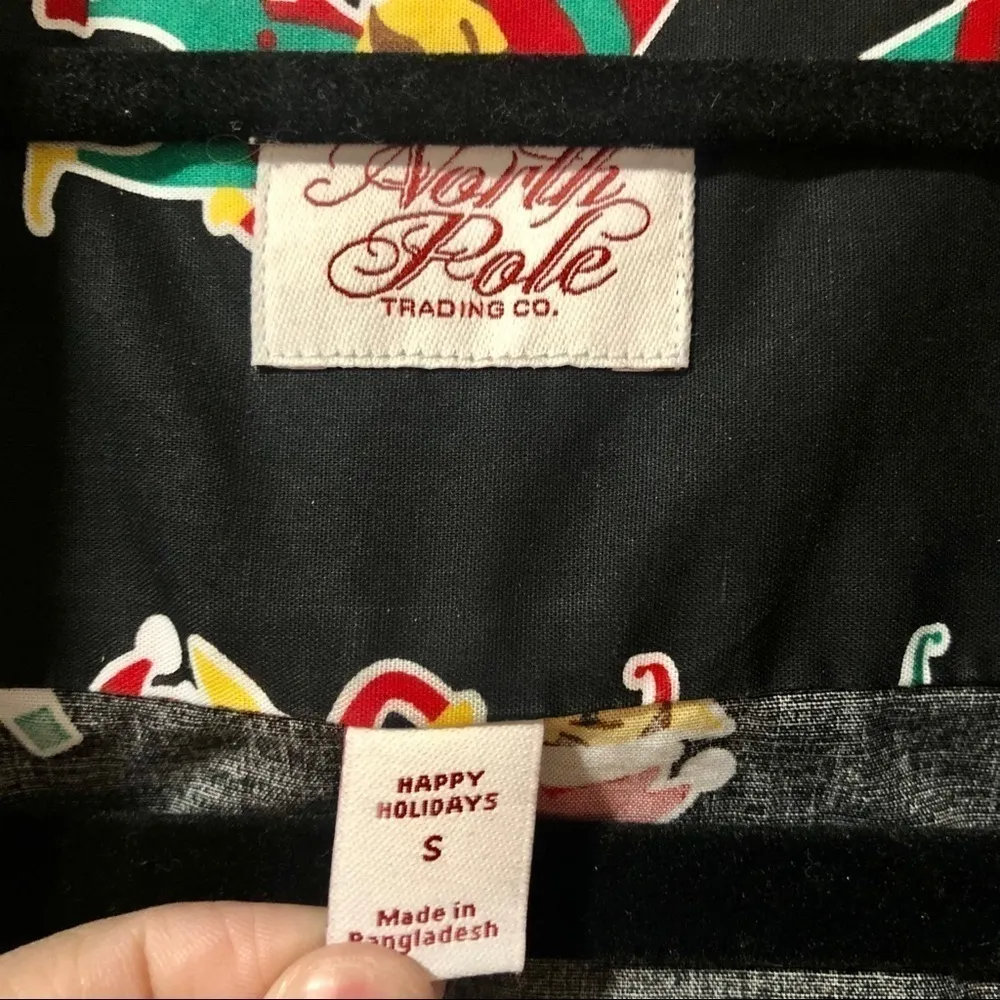 North
Pole
TRADING CO.
HAPPY
HOLIDAYS
S
Made in
Bangladesh